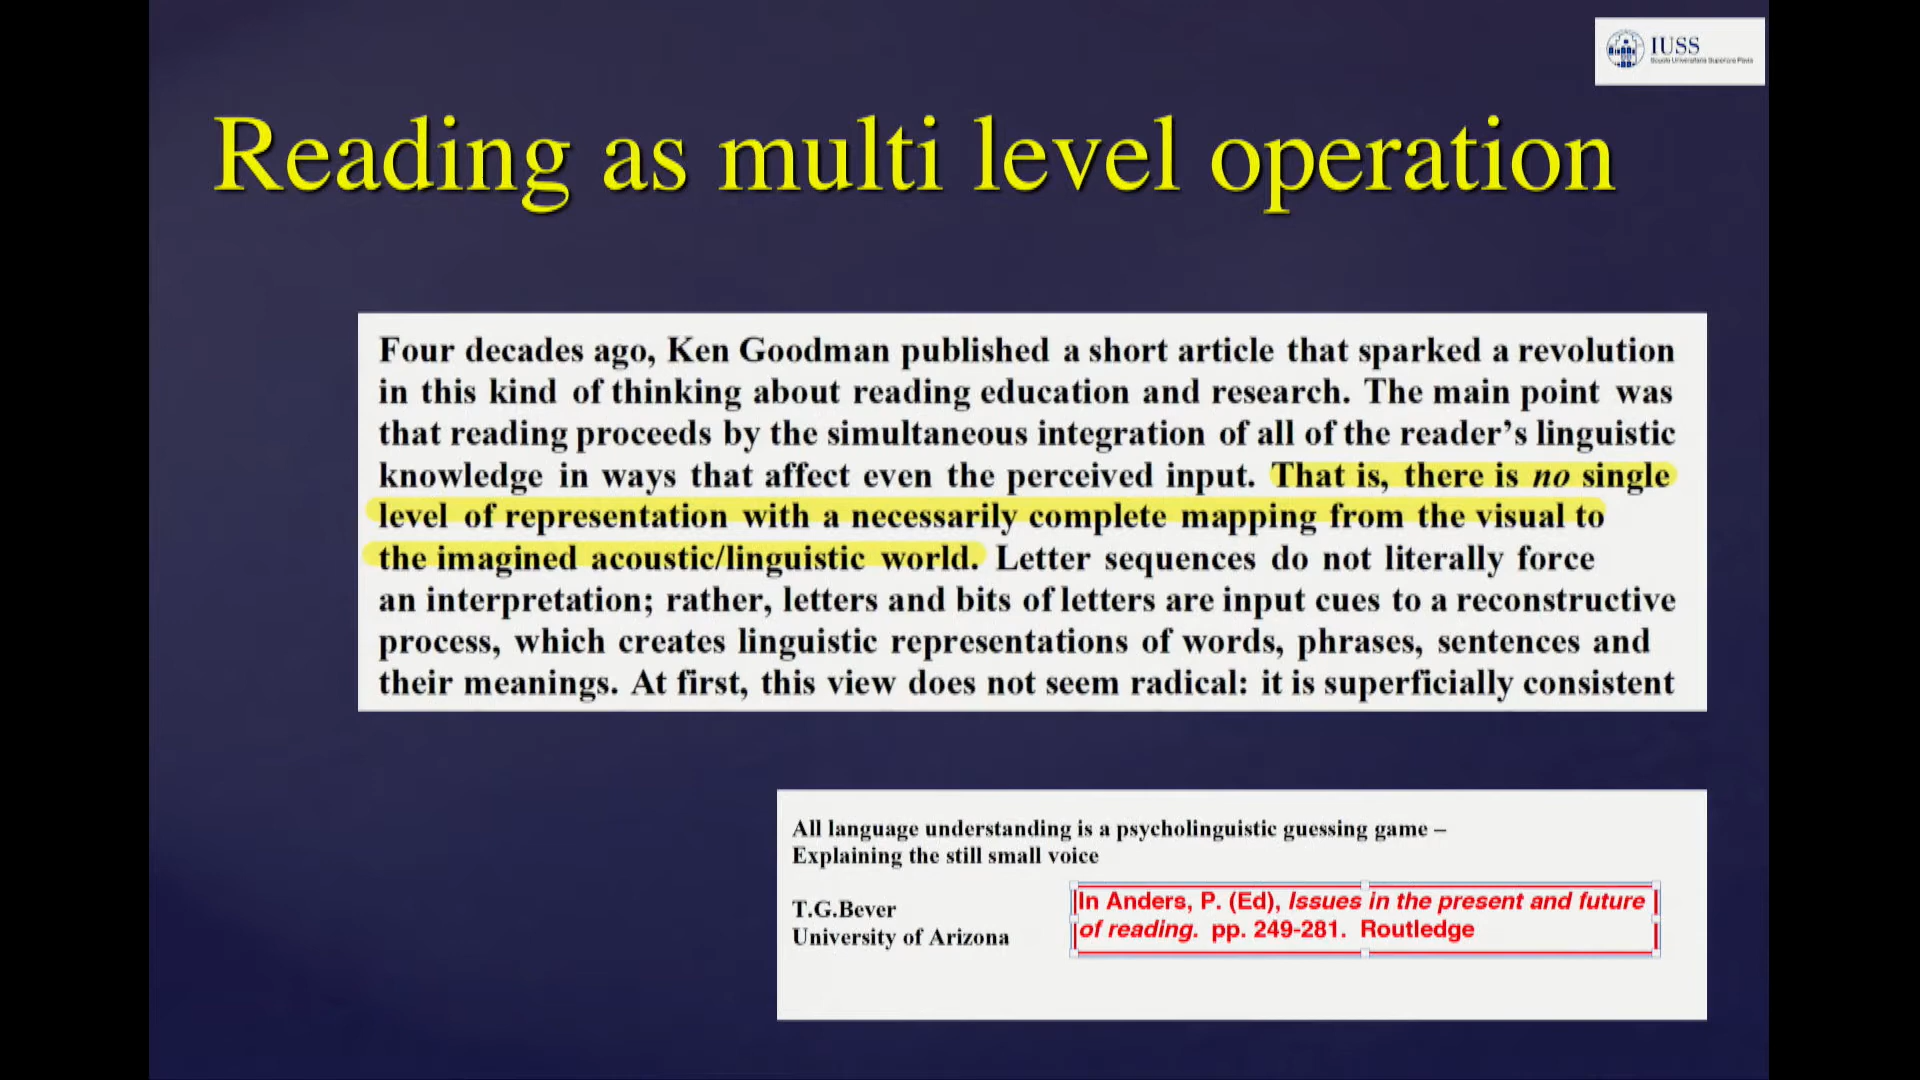 IUSS
Scuola Universitaria Superiore Pavia
Reading as multi level operation
Four decades ago, Ken Goodman published a short article that sparked a revolution
in this kind of thinking about reading education and research. The main point was
that reading proceeds by the simultaneous integration of all of the reader’s linguistic
knowledge in ways that affect even the perceived input. That is, there is no single
level of representation with a necessarily complete mapping from the visual to
the imagined acoustic/linguistic world. Letter sequences do not literally force
an interpretation; rather, letters and bits of letters are input cues to a reconstructive
process, which creates linguistic representations of words, phrases, sentences and
their meanings. At first, this view does not seem radical: it is superficially consistent
All language understanding is a psycholinguistic guessing game –
Explaining the still small voice
T.G.Bever
University of Arizona
In Anders, P. (Ed), Issues in the present and future
of reading. pp. 249-281. Routledge